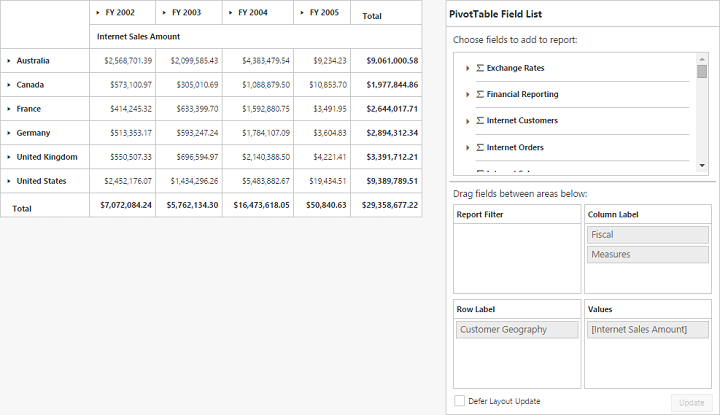 FY 2002 FY 2003 FY 2004 FY 2005 Total
Internet Sales Amount
Australia $2,568,701.39 $2,099,585.43 $4,383,479.54 $9,234.23 $9,061,000.58
Canada $573,100.97 $305,010.69 $1,088,879.50 $10,853.70 $1,977,844.86
France $414,245.32 $633,399.70 $1,592,880.75 $3,491.95 $2,644,017.71
Germany $513,353.17 $593,247.24 $1,784,107.09 $3,604.83 $2,894,312.34
United Kingdom $550,507.33 $696,594.97 $2,140,388.50 $4,221.41 $3,391,712.21
United States $2,452,176.07 $1,434,296.26 $5,483,882.67 $19,434.51 $9,389,789.51
Total $7,072,084.24 $5,762,134.30 $16,473,618.05 $50,840.63 $29,358,677.22
PivotTable Field List
Choose fields to add to report:
Σ Exchange Rates
Σ Financial Reporting
Σ Internet Customers
Σ Internet Orders
Drag fields between areas below:
Report Filter
Column Label
Fiscal
Measures
Row Label
Customer Geography
Values
[Internet Sales Amount]
Defer Layout Update
Update